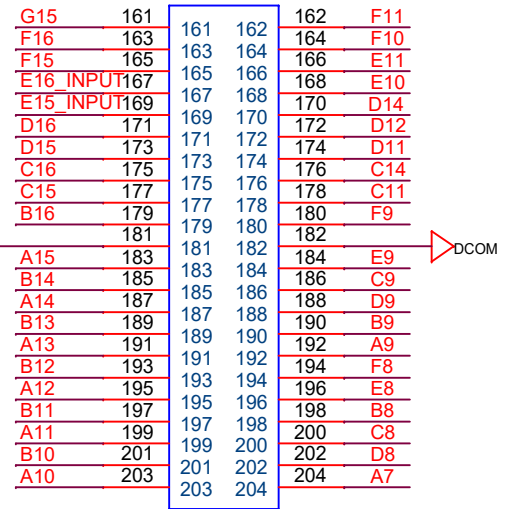 G15 161 161 162 162 F11
F16 163 163 164 164 F10
F15 165 165 166 166 E11
E16_INPUT 167 167 168 168 E10
E15_INPUT 169 169 170 170 D14
D16 171 171 172 172 D12
D15 173 173 174 174 D11
C16 175 175 176 176 C14
C15 177 177 178 178 C11
B16 179 179 180 180 F9
181 181 182 182 DCOM
A15 183 183 184 184 E9
B14 185 185 186 186 C9
A14 187 187 188 188 D9
B13 189 189 190 190 B9
A13 191 191 192 192 A9
B12 193 193 194 194 F8
A12 195 195 196 196 E8
B11 197 197 198 198 B8
A11 199 199 200 200 C8
B10 201 201 202 202 D8
A10 203 203 204 204 A7